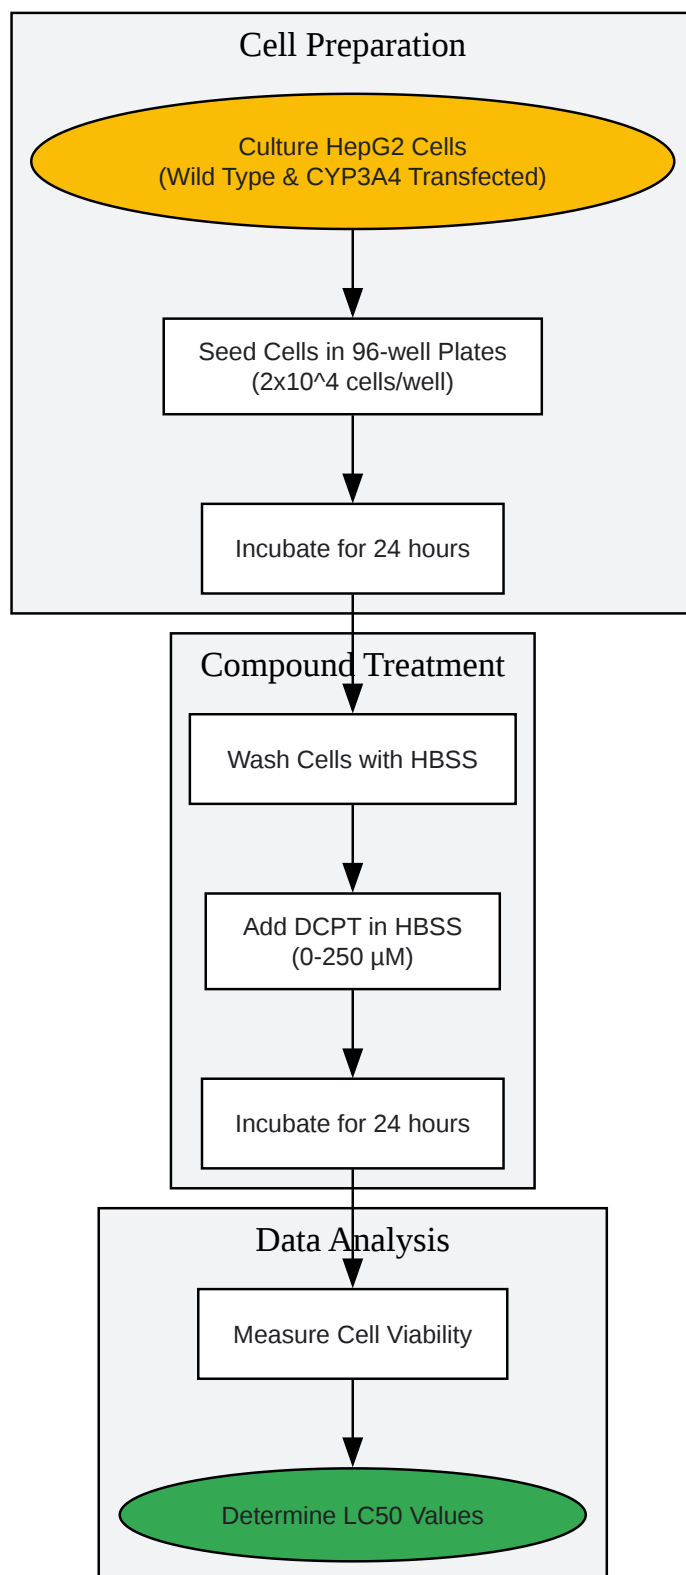 Cell Preparation
Culture HepG2 Cells
(Wild Type & CYP3A4 Transfected)
Seed Cells in 96-well Plates
(2x10^4 cells/well)
Incubate for 24 hours
Compound Treatment
Wash Cells with HBSS
Add DCPT in HBSS
(0-250 µM)
Incubate for 24 hours
Data Analysis
Measure Cell Viability
Determine LC50 Values